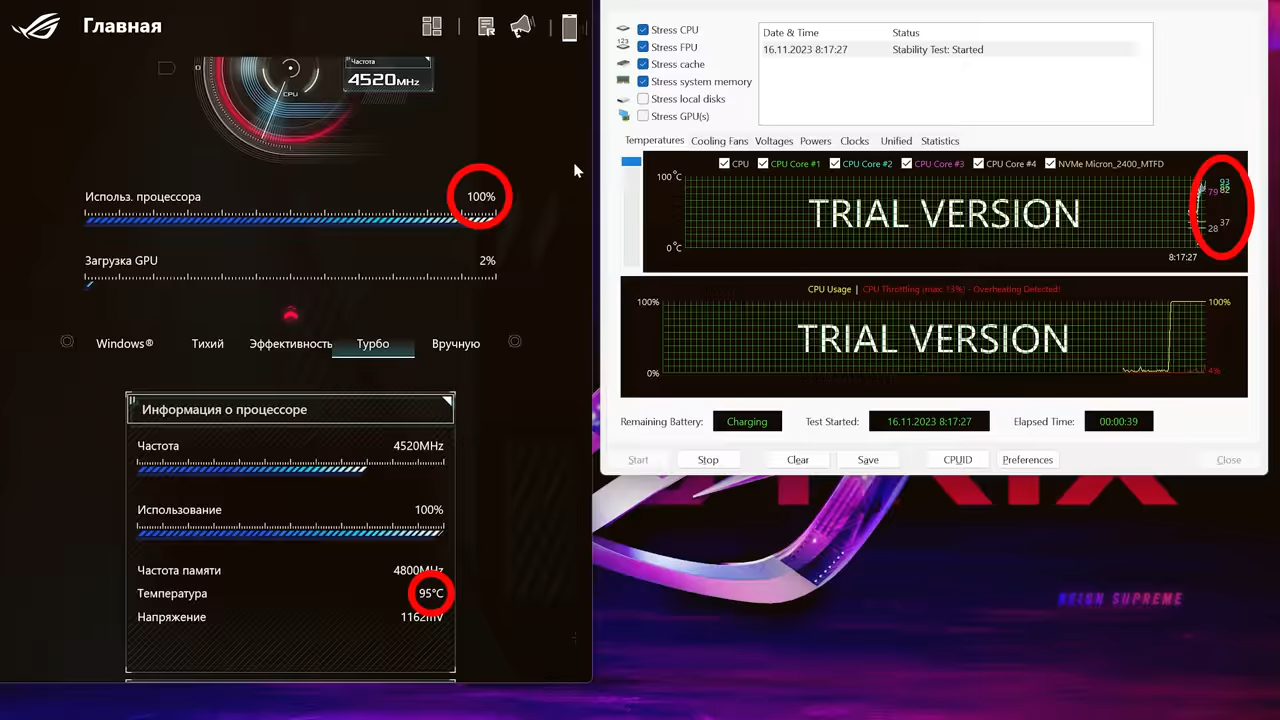 Главная
Частота
4520MHz
CPU
Использ. процессора 100%
Загрузка GPU 2%
Windows® Тихий Эффективность Турбо Вручную
Информация о процессоре
Частота 4520MHz
Использование 100%
Частота памяти 4800MHz
Температура 95°C
Напряжение 1162mV
Stress CPU
Stress FPU
Stress cache
Stress system memory
Stress local disks
Stress GPU(s)
Date & Time Status
16.11.2023 8:17:27 Stability Test: Started
Temperatures Cooling Fans Voltages Powers Clocks Unified Statistics
CPU CPU Core #1 CPU Core #2 CPU Core #3 CPU Core #4 NVMe Micron_2400_MTFD
100°C
93
79 82
TRIAL VERSION
37
28
0°C
8:17:27
CPU Usage | CPU Throttling (max: 13%) - Overheating Detected!
100% 100%
TRIAL VERSION
0% 4%
Remaining Battery: Charging Test Started: 16.11.2023 8:17:27 Elapsed Time: 00:00:39
Start Stop Clear Save CPUID Preferences Close